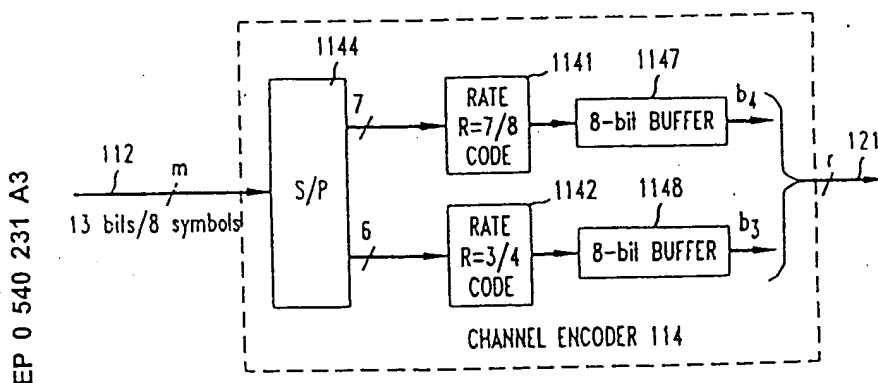 EP 0 540 231 A3
1144
1141
1147
7
RATE
R=7/8
CODE
8-bit BUFFER
b4
112
m
13 bils/8 symbols
S/P
r
121
1142
1148
6
RATE
R=3/4
CODE
8-bit BUFFER
b3
CHANNEL ENCODER 114